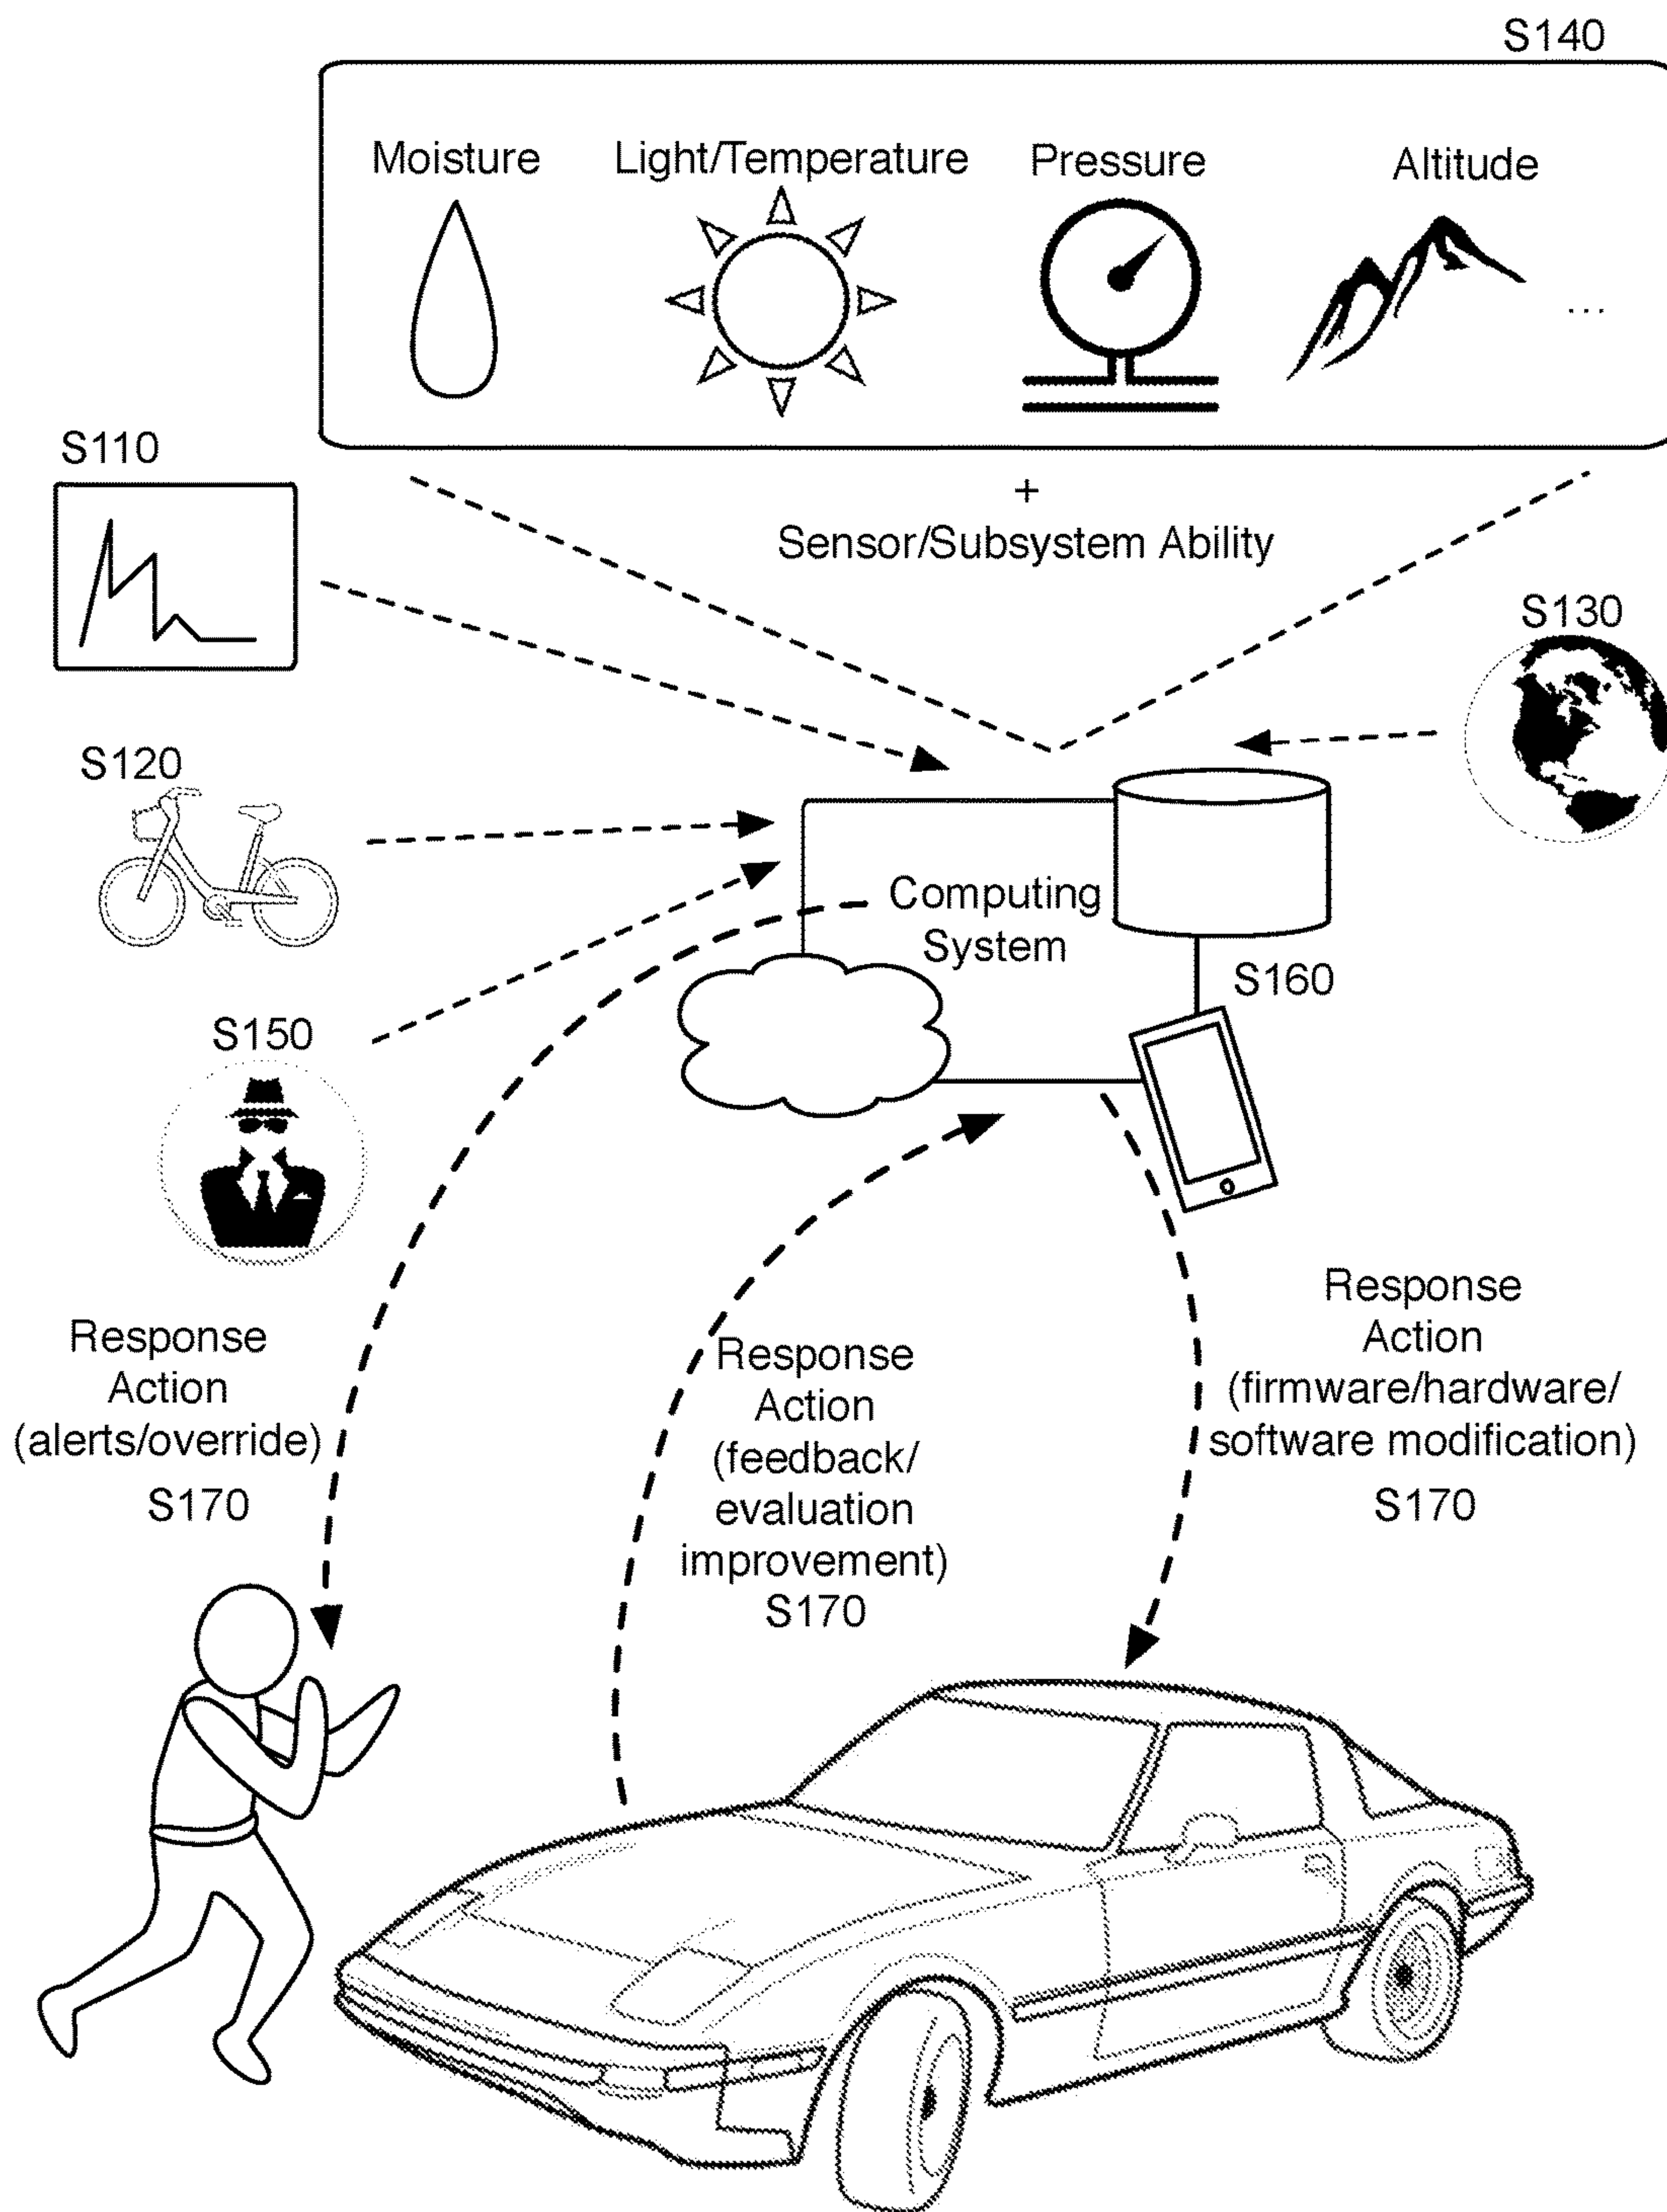 S140
Moisture
Light/Temperature
Pressure
Altitude
...
S110
+
Sensor/Subsystem Ability
S130
S120
Computing
System
S160
S150
Response
Action
(alerts/override)
S170
Response
Action
(feedback/
evaluation
improvement)
S170
Response
Action
(firmware/hardware/
software modification)
S170